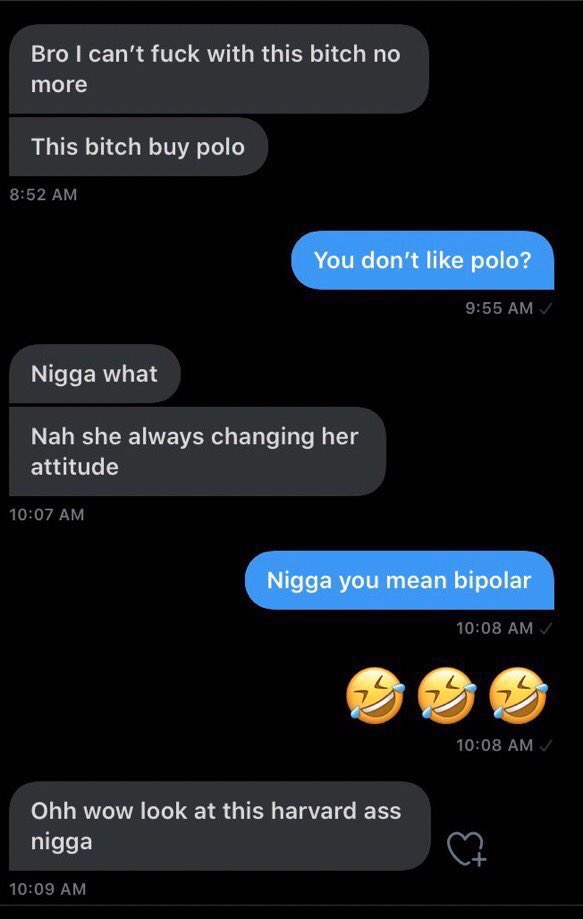 Bro I can’t fuck with this bitch no
more
This bitch buy polo
8:52 AM
You don’t like polo?
9:55 AM ✓
Nigga what
Nah she always changing her
attitude
10:07 AM
Nigga you mean bipolar
10:08 AM ✓
🤣🤣🤣
10:08 AM ✓
Ohh wow look at this harvard ass
nigga
10:09 AM